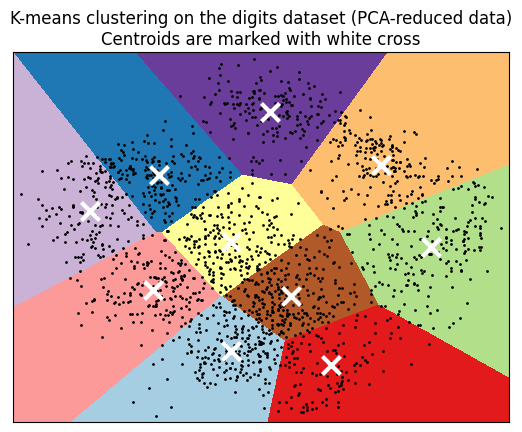 K-means clustering on the digits dataset (PCA-reduced data)
Centroids are marked with white cross